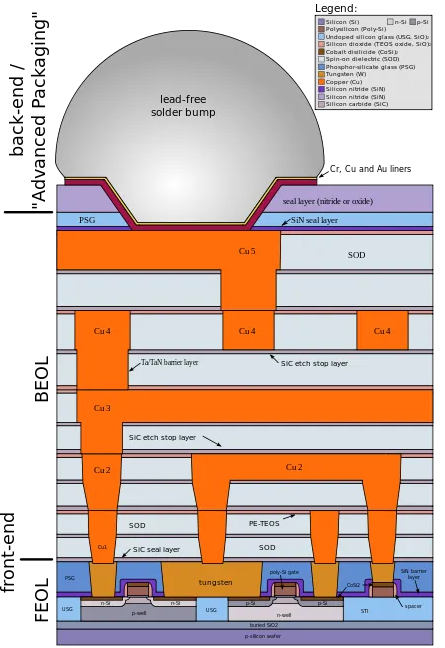 Legend:
Silicon (Si)
n-Si
p-Si
Polysilicon (Poly-Si)
Undoped silicon glass (USG, SiO)₂
Silicon dioxide (TEOS oxide, SiO)₂
Cobalt disilicide (CoSi)₂
Spin-on dielectric (SOD)
Phosphor-silicate glass (PSG)
Tungsten (W)
Copper (Cu)
Silicon nitride (SiN)
Silicon nitride (SiN)
Silicon carbide (SiC)
back-end /
"Advanced Packaging"
BEOL
front-end
FEOL
lead-free
solder bump
Cr, Cu and Au liners
seal layer (nitride or oxide)
PSG
SiN seal layer
Cu 5
SOD
Cu 4
Cu 4
Cu 4
Ta/TaN barrier layer
SiC etch stop layer
Cu 3
SiC etch stop layer
Cu 2
Cu 2
SOD
PE-TEOS
Cu1
SiC seal layer
SOD
PSG
tungsten
poly-Si gate
CoSi2
SiN barrier
layer
n-Si
n-Si
p-Si
p-Si
USG
p-well
USG
n-well
STI
spacer
buried SiO2
p-silicon wafer